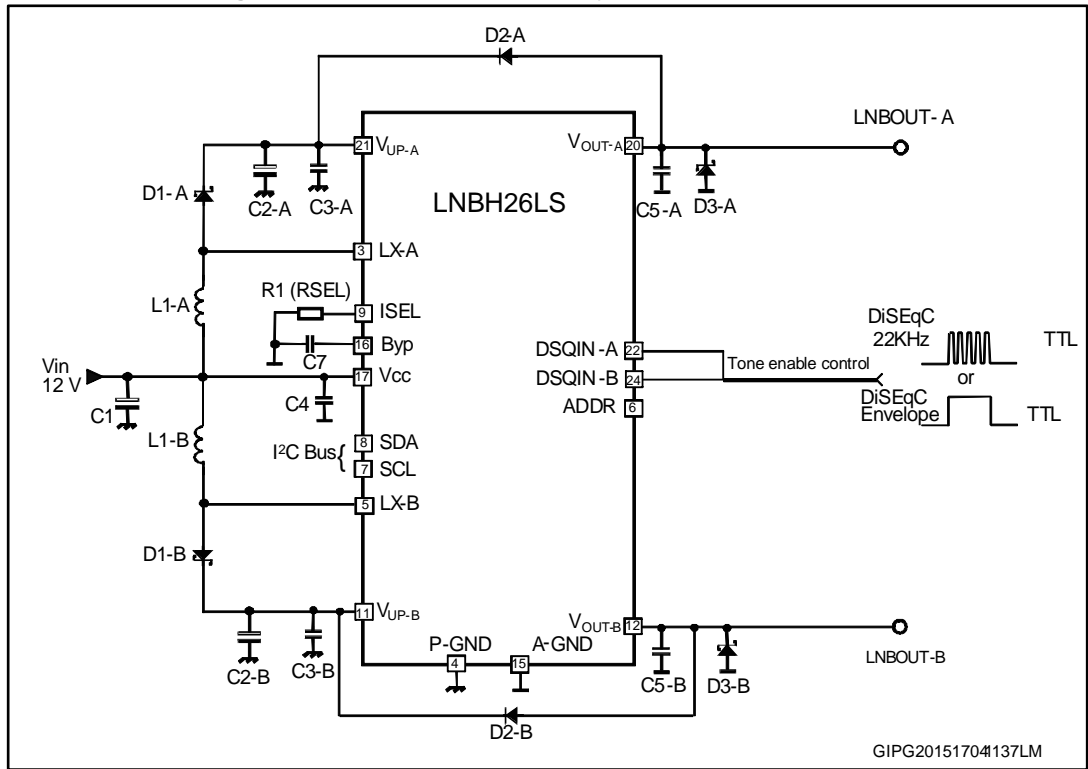 D2-A
LNBOUT- A
21 VUP-A
VOUT-A 20
LNBH26LS
D1-A
C2-A
C3-A
C5-A
D3-A
3 LX-A
L1-A
R1 (RSEL)
9 ISEL
DiSEqC
22KHz
TTL
C7
16 Byp
DSQIN -A 22
Tone enable control
or
Vin
12 V
17 Vcc
DSQIN -B 24
C1
C4
ADDR 6
DiSEqC
Envelope
TTL
L1-B
8 SDA
I²C Bus{
7 SCL
5 LX-B
D1-B
11 VUP-B
VOUT-B 12
C2-B
C3-B
P-GND
4
A-GND
15
C5-B
D3-B
LNBOUT-B
D2-B
GIPG201517041137LM